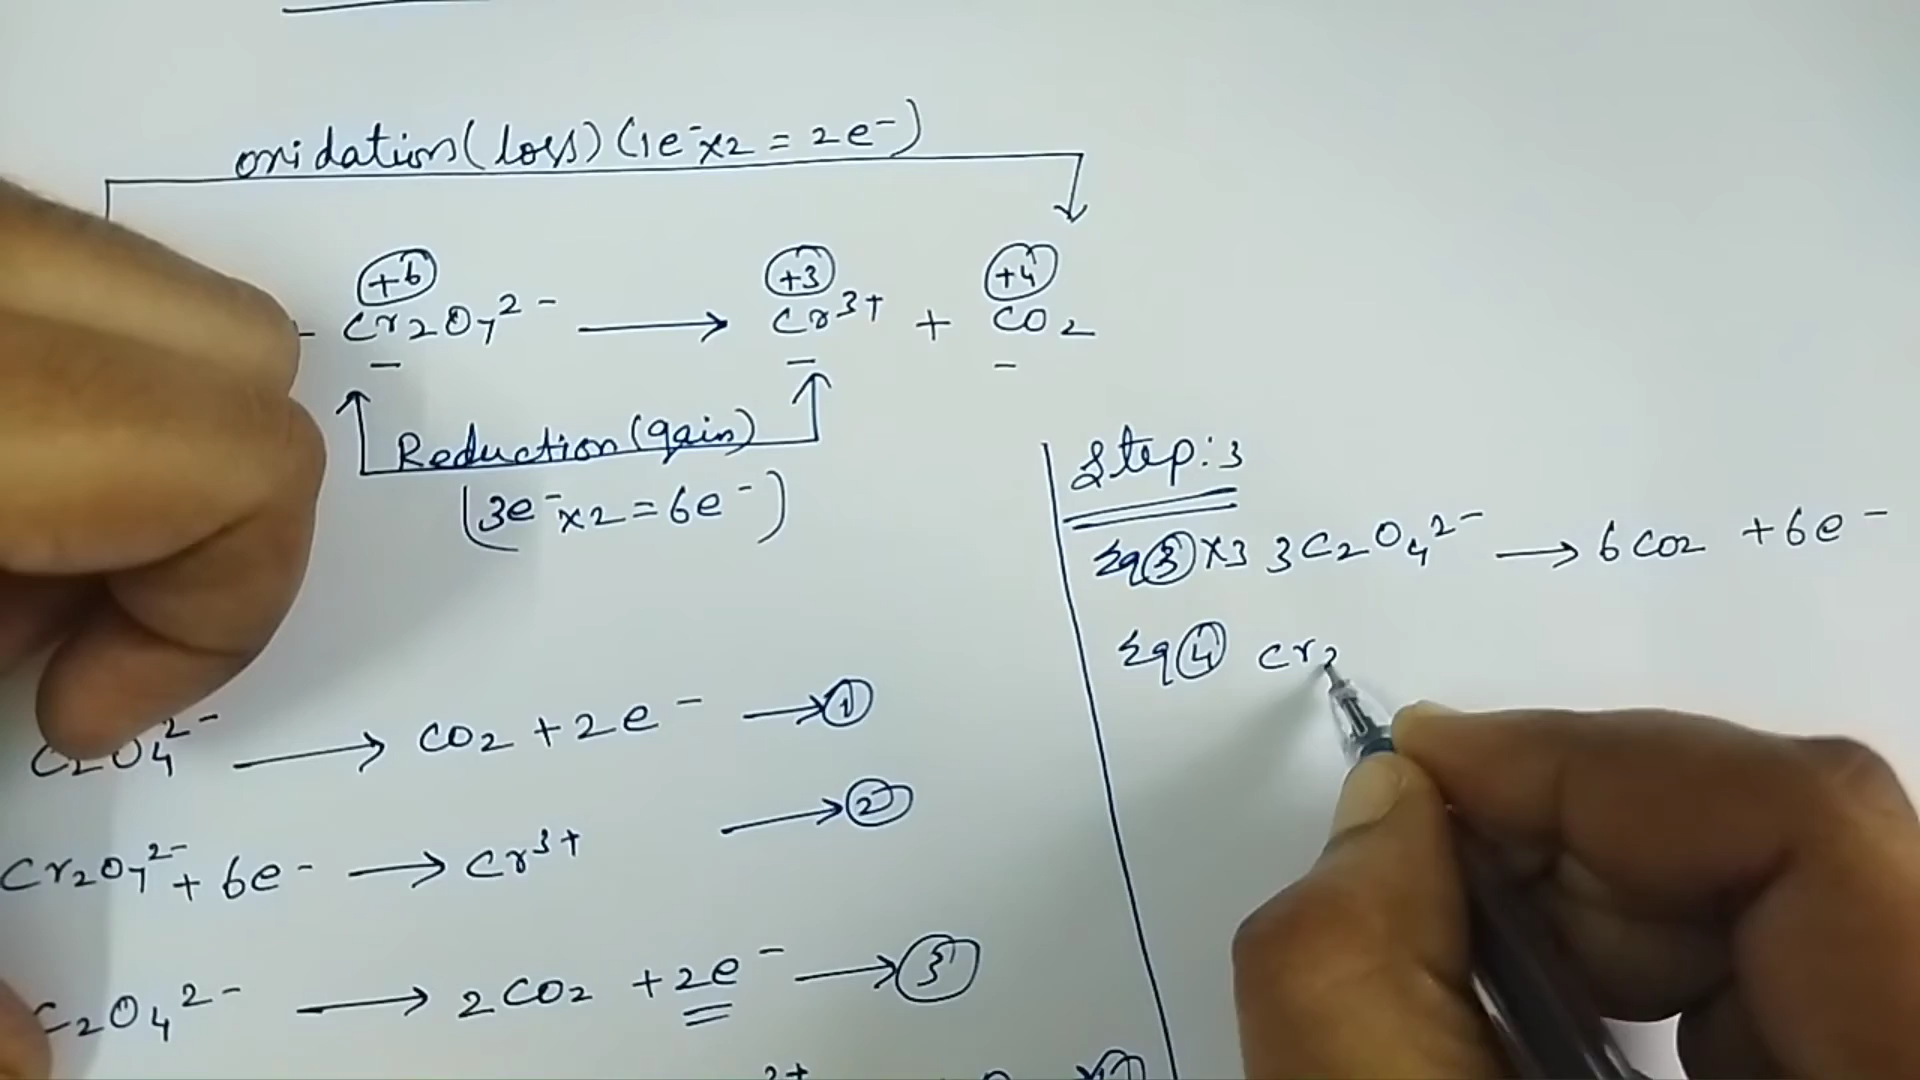 oxidation (loss) (1e⁻x2 = 2e⁻)
+6 +3 +4
Cr₂O₇²⁻ ⟶ Cr³⁺ + CO₂
Reduction (gain)
(3e⁻x2=6e⁻)
C₂O₄²⁻ ⟶ CO₂ + 2e⁻ ⟶ ①
Cr₂O₇²⁻ + 6e⁻ ⟶ Cr³⁺ ⟶ ②
C₂O₄²⁻ ⟶ 2CO₂ + 2e⁻ ⟶ ③
Step:3
Eq ③ x3 3C₂O₄²⁻ ⟶ 6CO₂ + 6e⁻
Eq ④ Cr₂